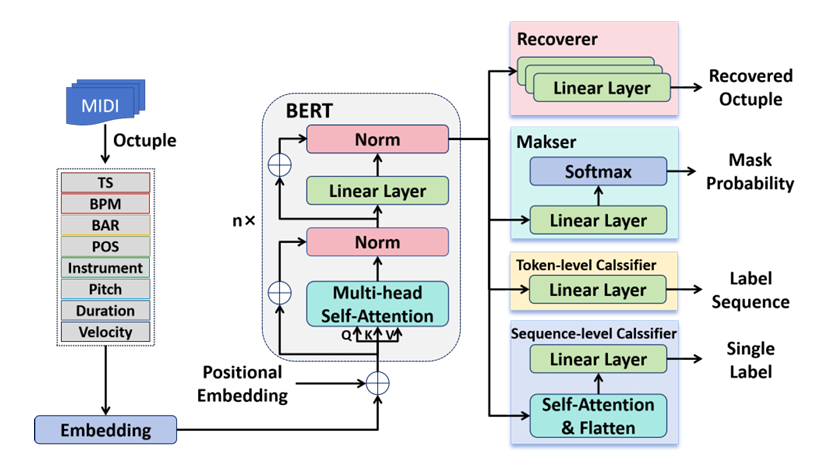 MIDI
Octuple
TS
BPM
BAR
POS
Instrument
Pitch
Duration
Velocity
Embedding
Positional
Embedding
BERT
n×
Norm
Linear Layer
Norm
Multi-head
Self-Attention
Q K V
Recoverer
Linear Layer
Recovered
Octuple
Makser
Softmax
Linear Layer
Mask
Probability
Token-level Calssifier
Linear Layer
Label
Sequence
Sequence-level Calssifier
Linear Layer
Self-Attention
& Flatten
Single
Label